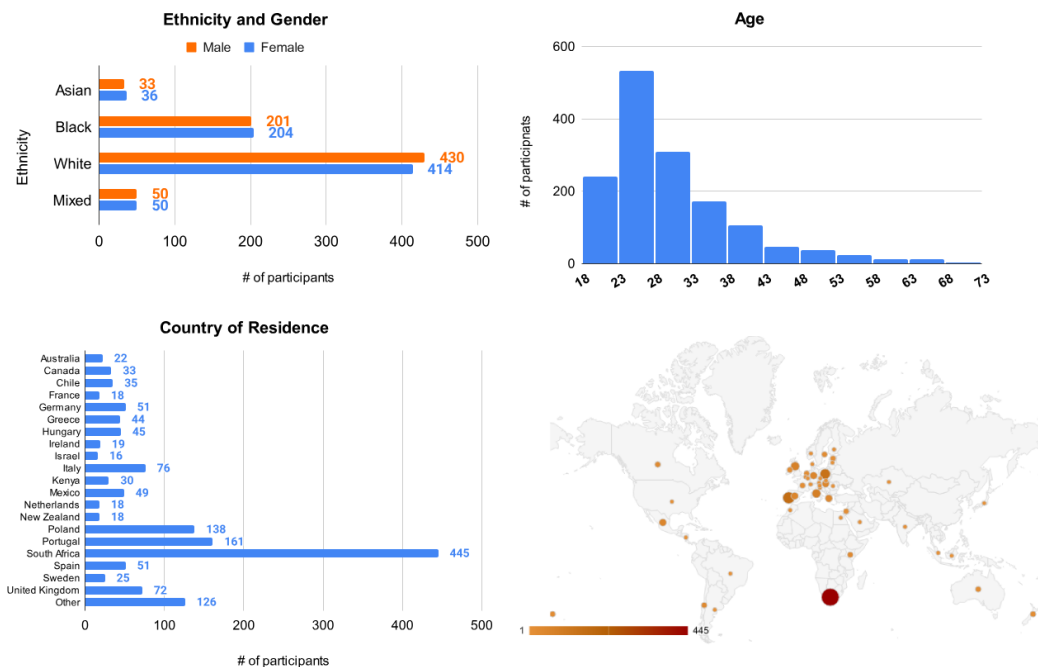 Ethnicity and Gender
Male Female
Ethnicity
Asian 33
36
Black 201
204
White 430
414
Mixed 50
50
0 100 200 300 400 500
# of participants
Age
# of participnats
600
400
200
0
18 23 28 33 38 43 48 53 58 63 68 73
Country of Residence
Australia 22
Canada 33
Chile 35
France 18
Germany 51
Greece 44
Hungary 45
Ireland 19
Israel 16
Italy 76
Kenya 30
Mexico 49
Netherlands 18
New Zealand 18
Poland 138
Portugal 161
South Africa 445
Spain 51
Sweden 25
United Kingdom 72
Other 126
0 100 200 300 400 500
# of participants
1 445